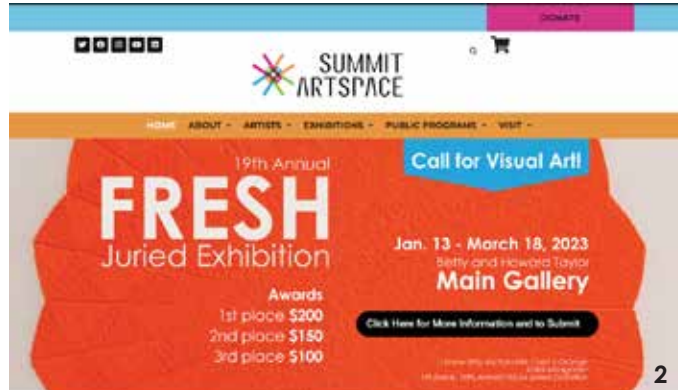 DONATE
SUMMIT
ARTSPACE
HOME ABOUT ARTISTS EXHIBITIONS PUBLIC PROGRAMS VISIT
19th Annual
FRESH
Juried Exhibition
Awards
1st place $200
2nd place $150
3rd place $100
Call for Visual Art!
Jan. 13 - March 18, 2023
Betty and Howard Taylor
Main Gallery
Click Here for More Information and to Submit
2